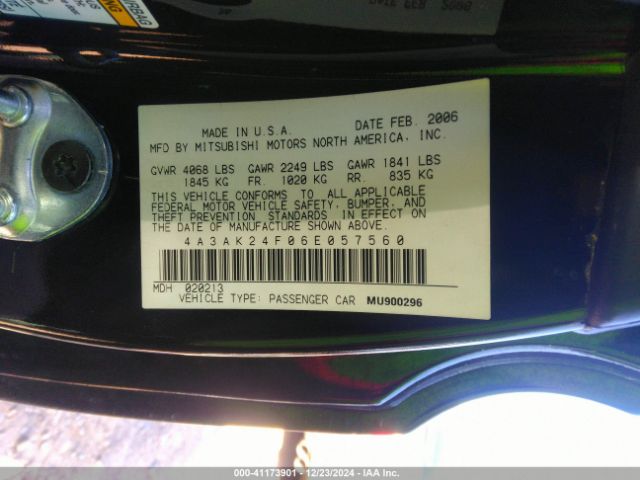 AIRBAG
MADE IN U.S.A. DATE FEB. 2006
MFD BY MITSUBISHI MOTORS NORTH AMERICA, INC.
GVWR 4068 LBS GAWR 2249 LBS GAWR 1841 LBS
1845 KG FR. 1020 KG RR. 835 KG
THIS VEHICLE CONFORMS TO ALL APPLICABLE
FEDERAL MOTOR VEHICLE SAFETY, BUMPER, AND
THEFT PREVENTION STANDARDS IN EFFECT ON
THE DATE OF MANUFAKTURE SHOWN ABOVE.
4A3AK24F06E057560
MDH 020213
VEHICLE TYPE: PASSENGER CAR MU900296
000-41173901 - 12/23/2024 - IAA Inc.